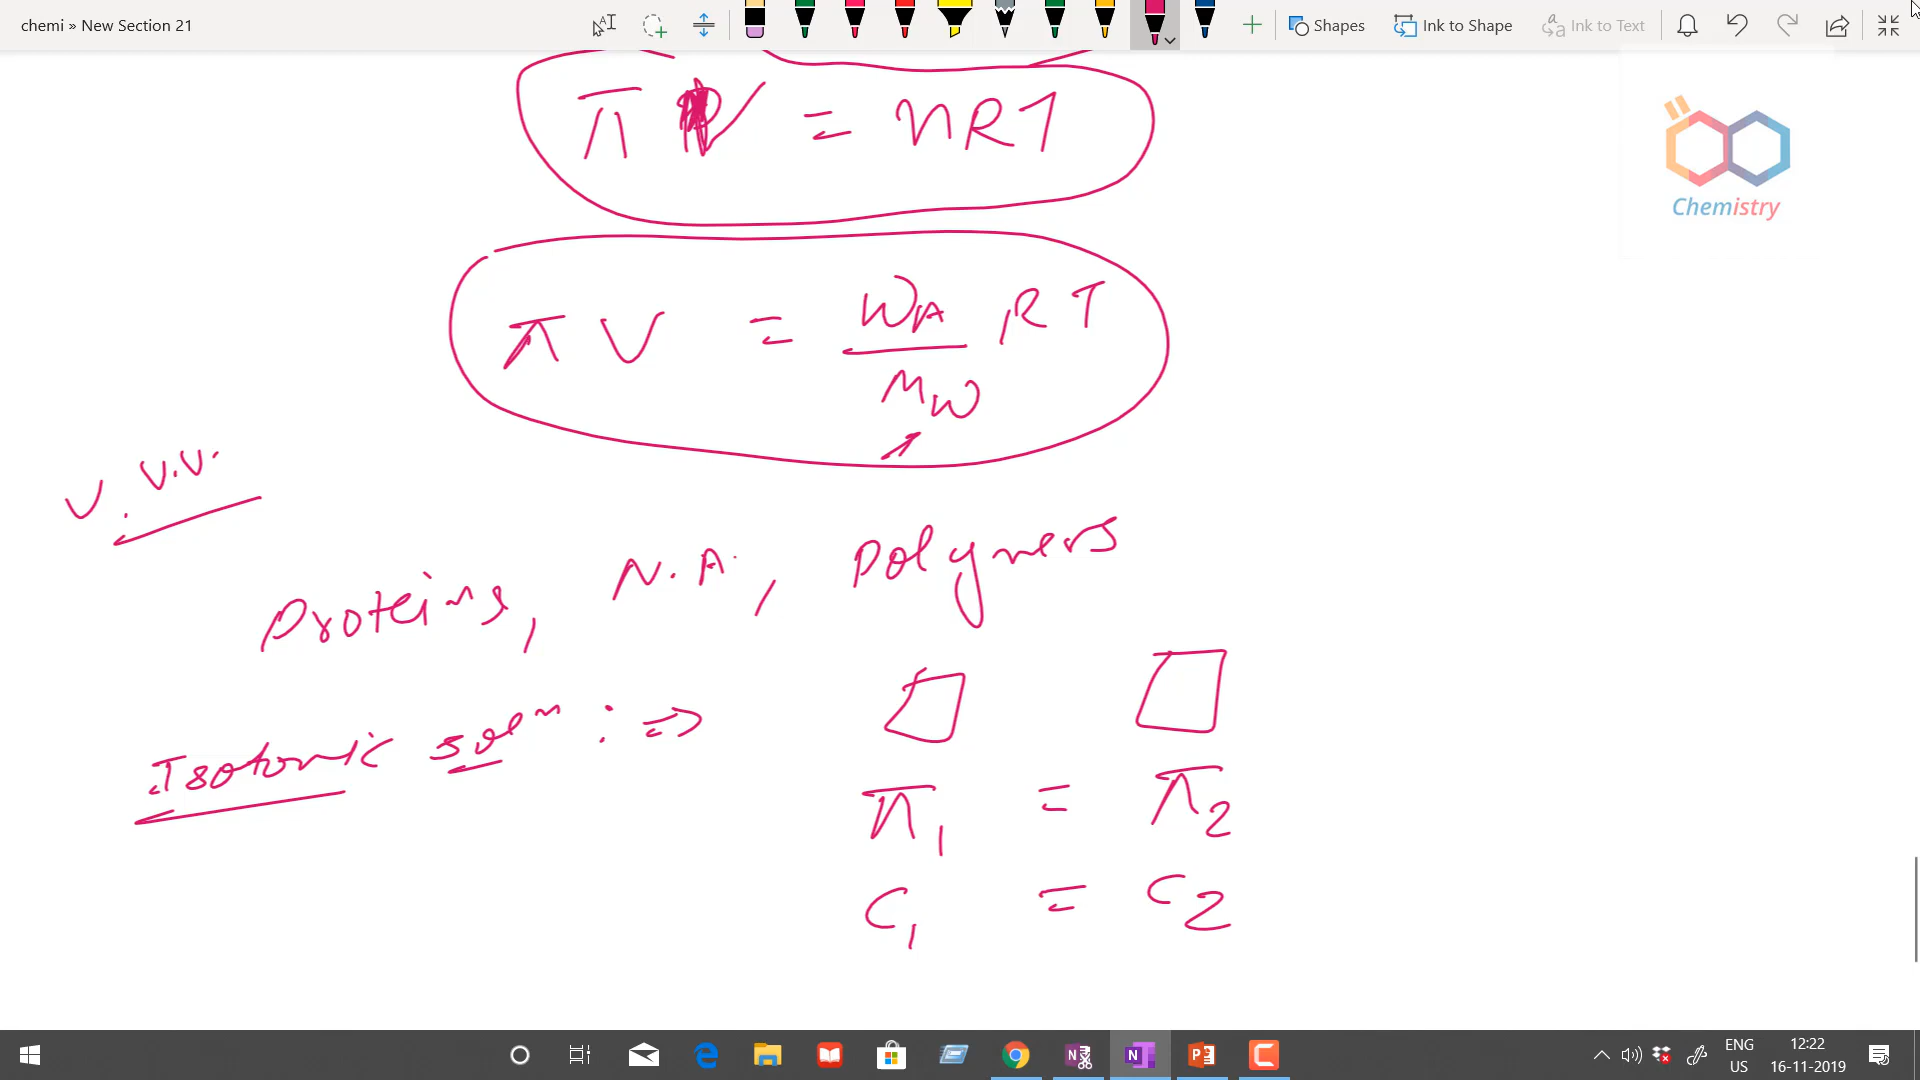 chemi » New Section 21
Shapes
Ink to Shape
Ink to Text
π V = nRT
Chemistry
π V = WA RT
MW
V. V.V.
Proteins, N.A., polymers
Isotonic solⁿ : ⇒
π1 = π2
C1 = C2
ENG
US
12:22
16-11-2019